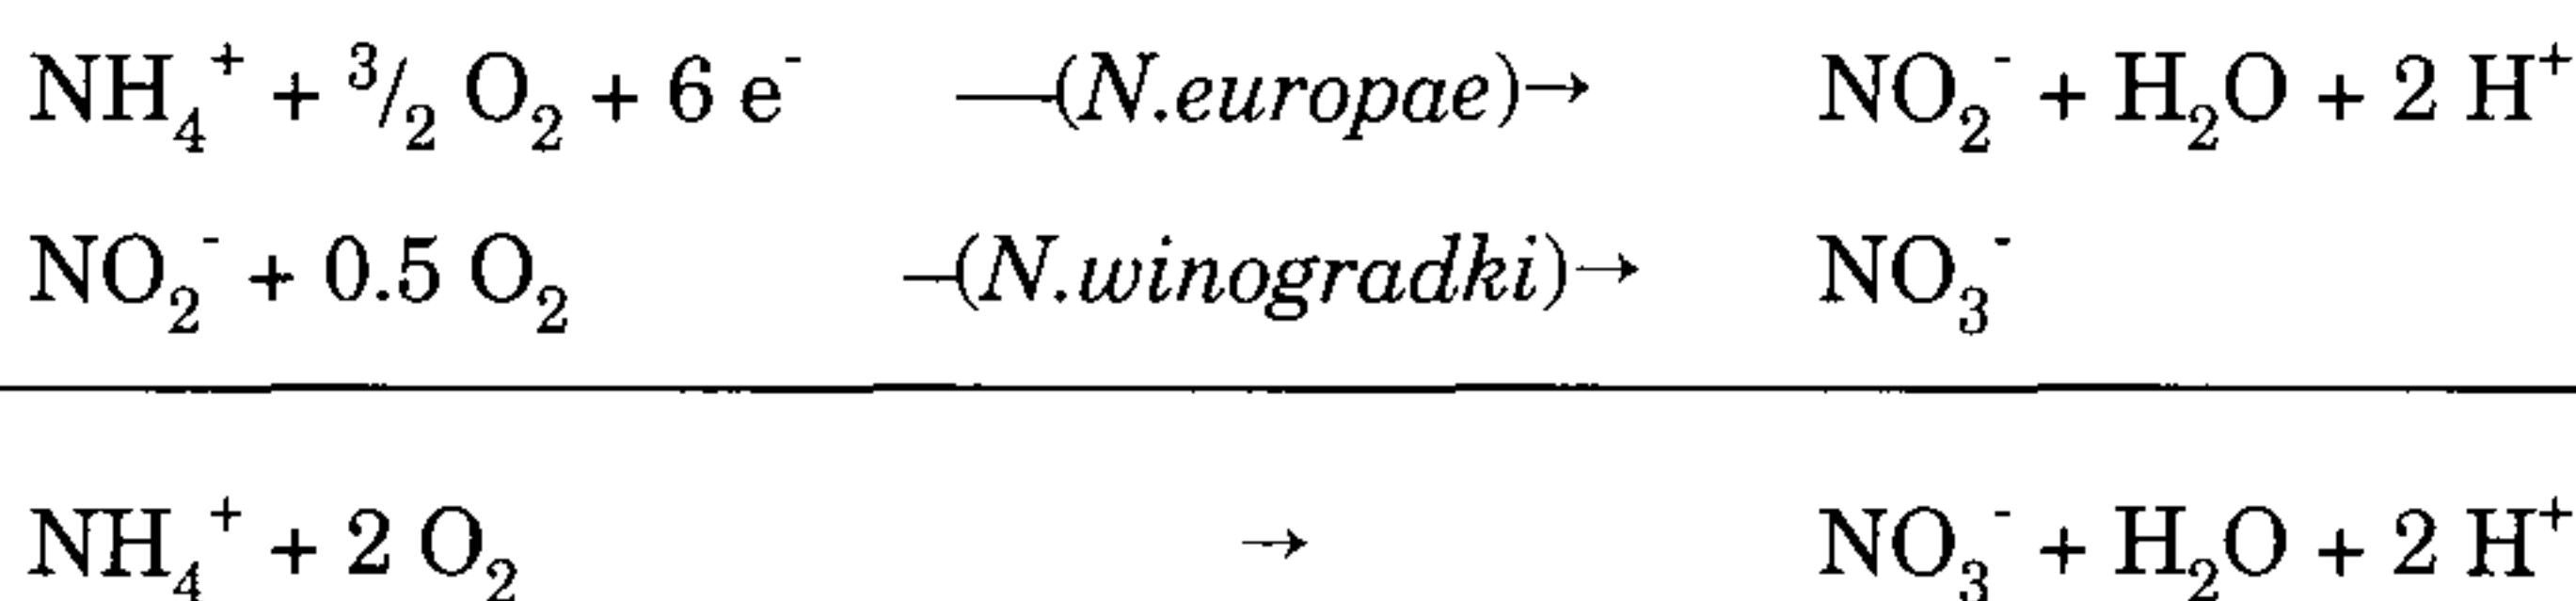 NH₄⁺ + ³/₂ O₂ + 6 e⁻ —(N.europae)→ NO₂⁻ + H₂O + 2 H⁺
NO₂⁻ + 0.5 O₂ –(N.winogradki)→ NO₃⁻
NH₄⁺ + 2 O₂ → NO₃⁻ + H₂O + 2 H⁺